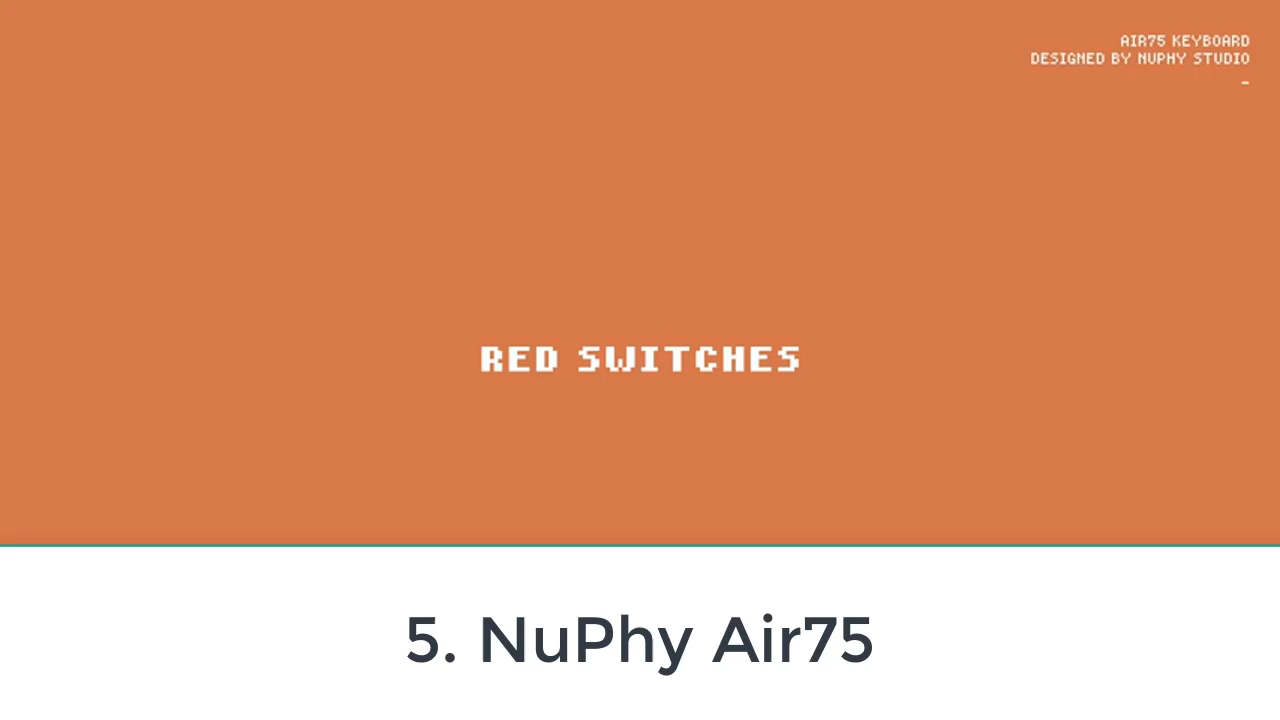 AIR75 KEYBOARD
DESIGNED BY NUPHY STUDIO
–
RED SWITCHES
5. NuPhy Air75